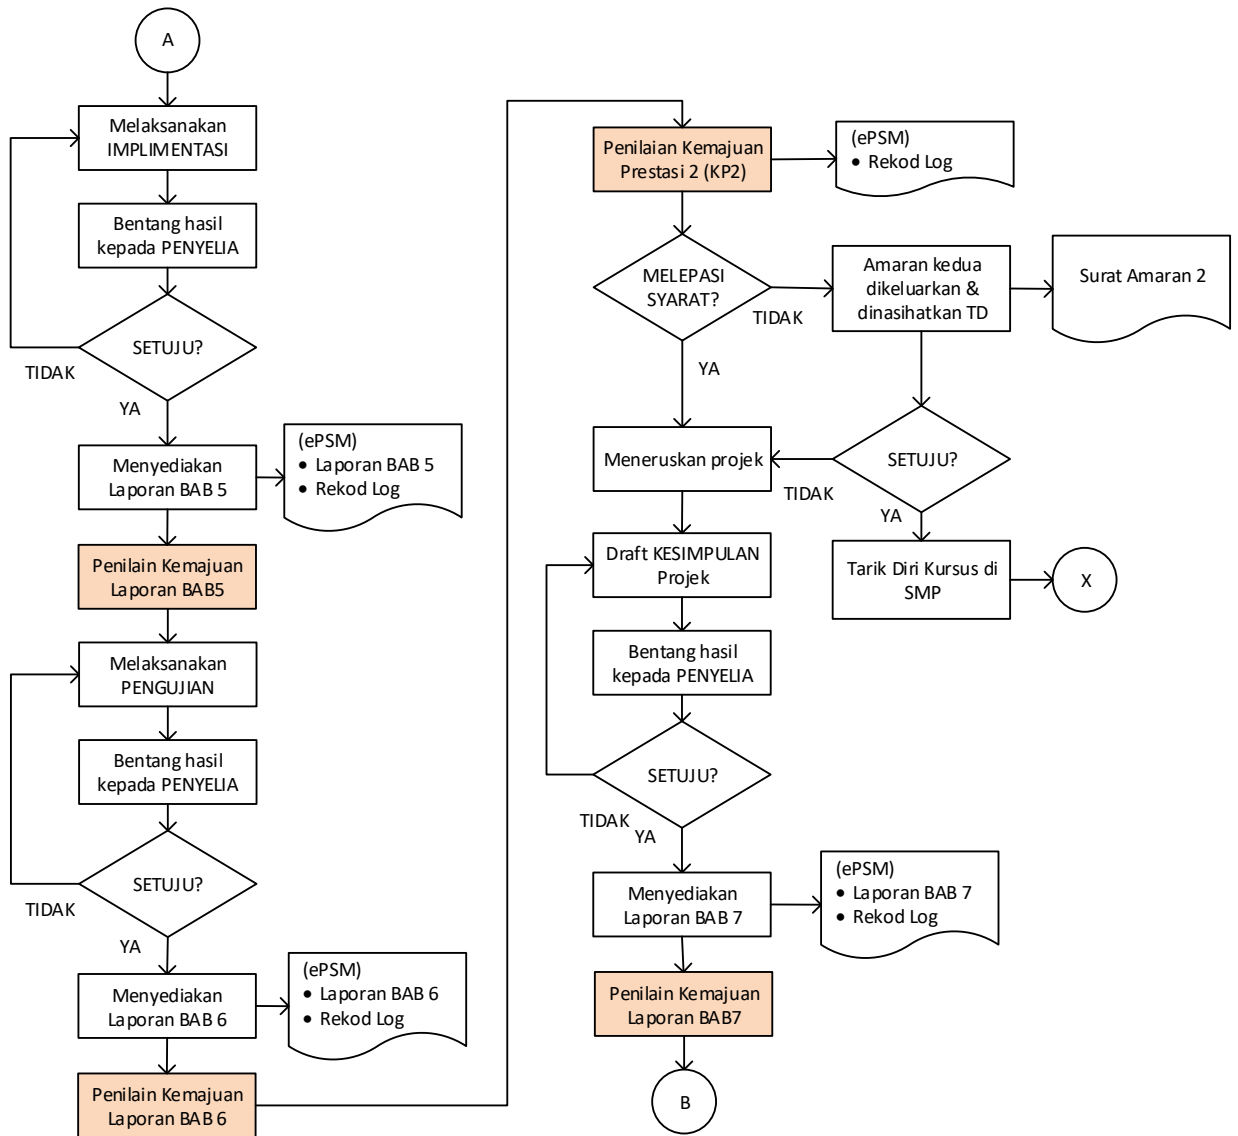 A
Melaksanakan
IMPLIMENTASI
Bentang hasil
kepada PENYELIA
SETUJU?
TIDAK
YA
Menyediakan
Laporan BAB 5
(ePSM)
• Laporan BAB 5
• Rekod Log
Penilain Kemajuan
Laporan BAB5
Melaksanakan
PENGUJIAN
Bentang hasil
kepada PENYELIA
SETUJU?
TIDAK
YA
Menyediakan
Laporan BAB 6
(ePSM)
• Laporan BAB 6
• Rekod Log
Penilain Kemajuan
Laporan BAB 6
Penilaian Kemajuan
Prestasi 2 (KP2)
(ePSM)
• Rekod Log
MELEPASI
SYARAT?
TIDAK
YA
Amaran kedua
dikeluarkan &
dinasihatkan TD
Surat Amaran 2
SETUJU?
TIDAK
YA
Meneruskan projek
Tarik Diri Kursus di
SMP
X
Draft KESIMPULAN
Projek
Bentang hasil
kepada PENYELIA
SETUJU?
TIDAK
YA
Menyediakan
Laporan BAB 7
(ePSM)
• Laporan BAB 7
• Rekod Log
Penilain Kemajuan
Laporan BAB7
B